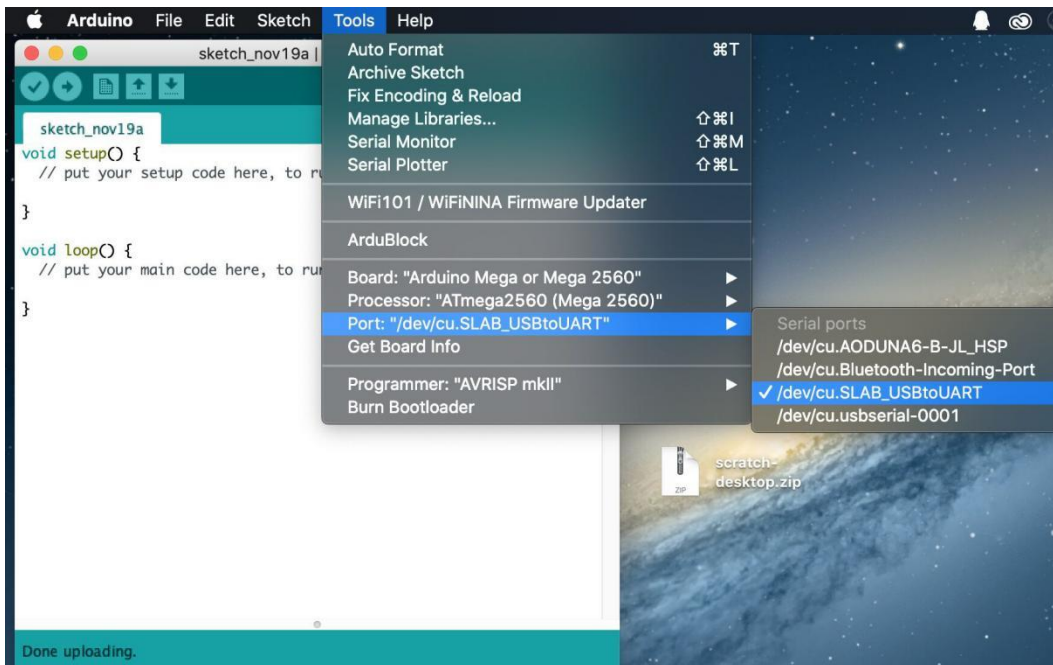 Arduino File Edit Sketch Tools Help
sketch_nov19a |
sketch_nov19a
void setup() {
// put your setup code here, to ru
}
void loop() {
// put your main code here, to rur
}
Done uploading.
Auto Format ⌘T
Archive Sketch
Fix Encoding & Reload
Manage Libraries... ⇧⌘I
Serial Monitor ⇧⌘M
Serial Plotter ⇧⌘L
WiFi101 / WiFiNINA Firmware Updater
ArduBlock
Board: "Arduino Mega or Mega 2560"
Processor: "ATmega2560 (Mega 2560)"
Port: "/dev/cu.SLAB_USBtoUART"
Get Board Info
Programmer: "AVRISP mkII"
Burn Bootloader
Serial ports
/dev/cu.AODUNA6-B-JL_HSP
/dev/cu.Bluetooth-Incoming-Port
✓ /dev/cu.SLAB_USBtoUART
/dev/cu.usbserial-0001
ZIP
scratch-
desktop.zip